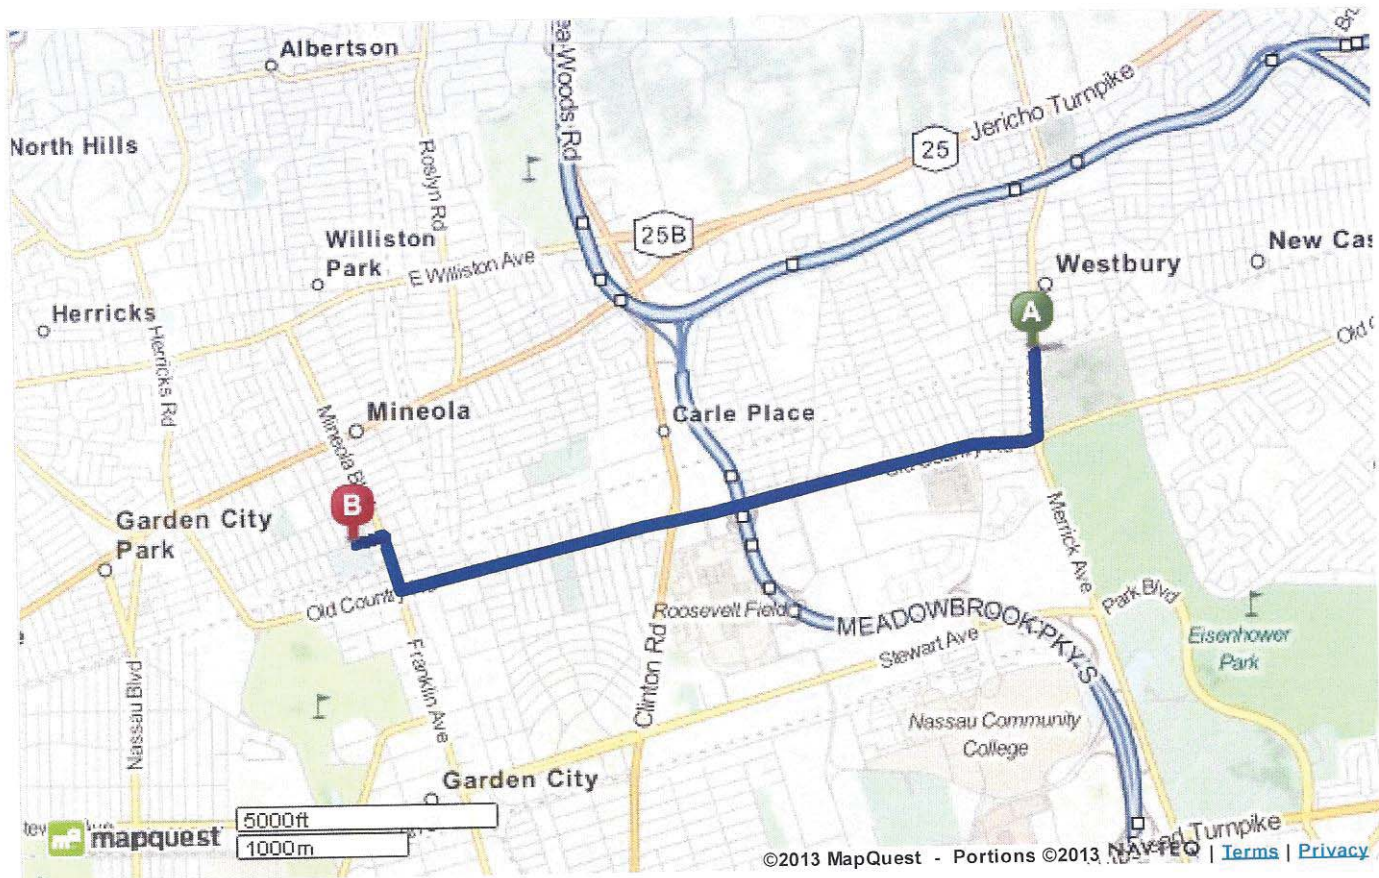 Albertson
North Hills
Roslyn Rd
Jericho Turnpike
25
25B
Williston
Park
E Williston Ave
New Cas
Westbury
A
Herricks
Herricks Rd
Mineola
Carle Place
B
Garden City
Park
Old Country
Merrick Ave
Park Blvd
Roosevelt Field
MEADOWBROOK PKY S
Eisenhower
Park
Stewart Ave
Clinton Rd
Franklin Ave
Nassau Blvd
Nassau Community
College
Garden City
mapquest
5000ft
1000m
Turnpike
©2013 MapQuest - Portions ©2013 NAVTEQ | Terms | Privacy